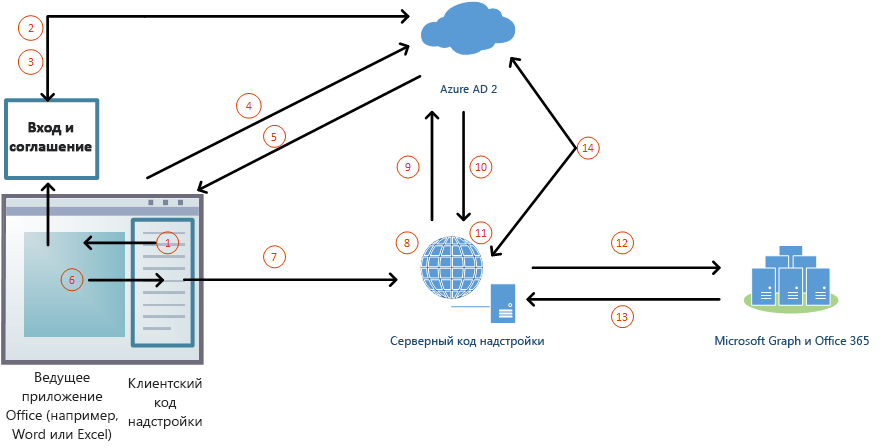 2
3
Azure AD 2
4
5
Вход и
соглашение
14
9
10
1
8
11
12
7
6
13
Серверный код надстройки
Microsoft Graph и Office 365
Ведущее
приложение
Office (например,
Word или Excel)
Клиентский
код
надстройки